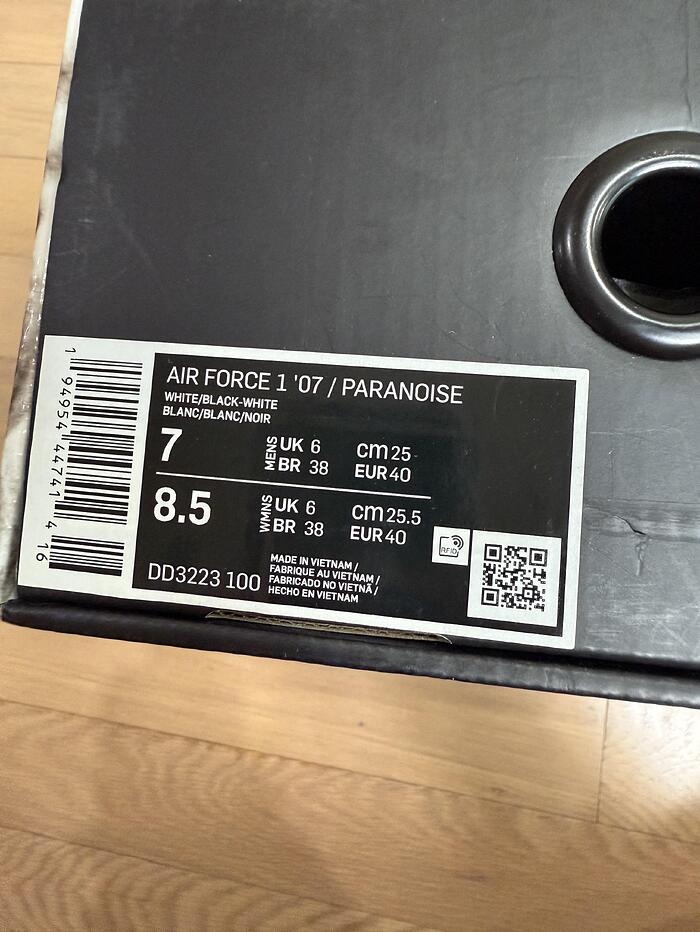 AIR FORCE 1 '07 / PARANOISE
WHITE/BLACK-WHITE
BLANC/BLANC/NOIR
7 MENS UK 6 cm 25
BR 38 EUR 40
8.5 WMNS UK 6 cm 25.5
BR 38 EUR 40
RFID
DD3223 100
MADE IN VIETNAM /
FABRIQUE AU VIETNAM /
FABRICADO NO VIETNÃ /
HECHO EN VIETNAM
1 94954 44741 4 16